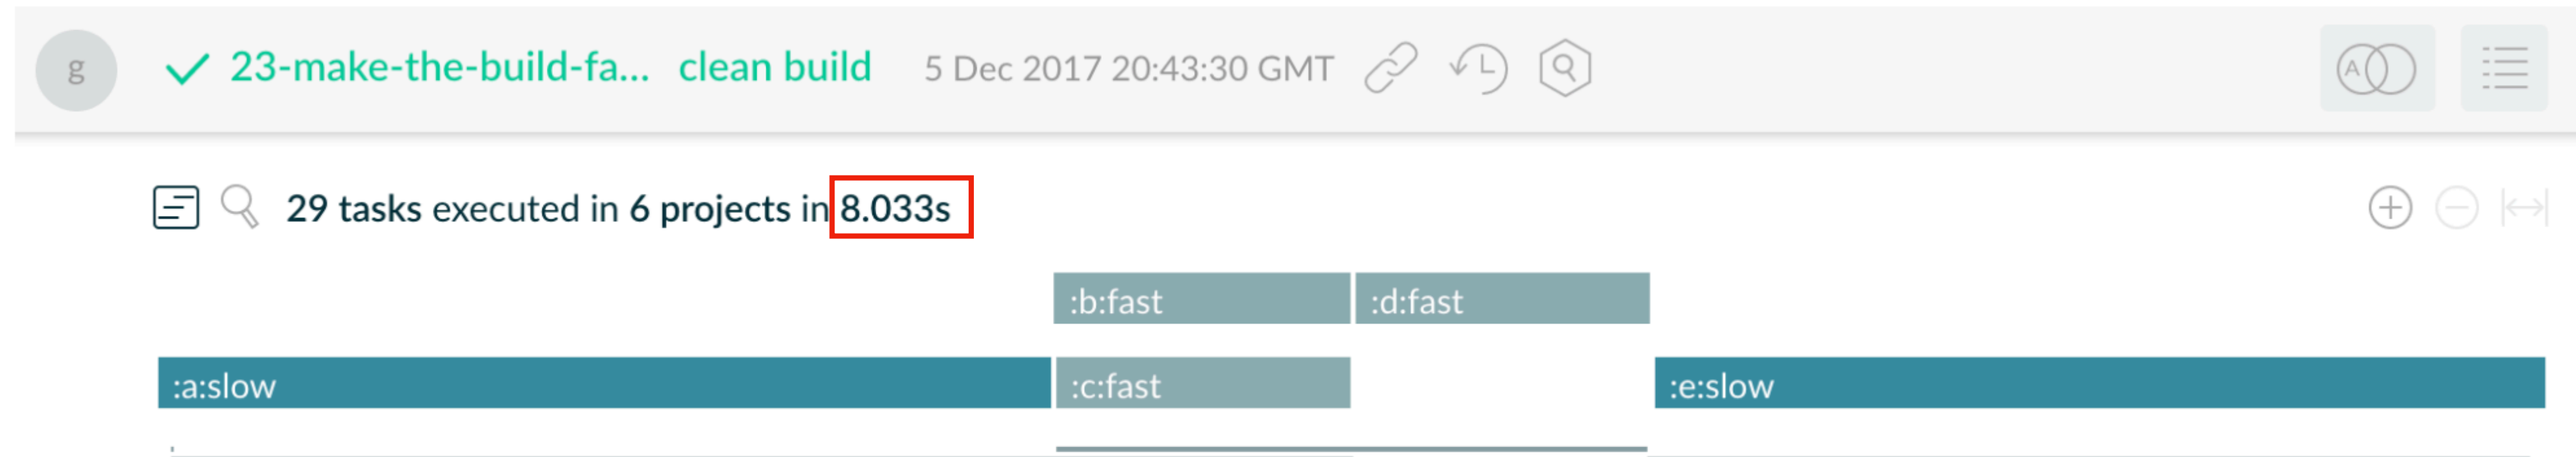 g 23-make-the-build-fa... clean build 5 Dec 2017 20:43:30 GMT A
29 tasks executed in 6 projects in 8.033s
:b:fast :d:fast
:a:slow :c:fast :e:slow